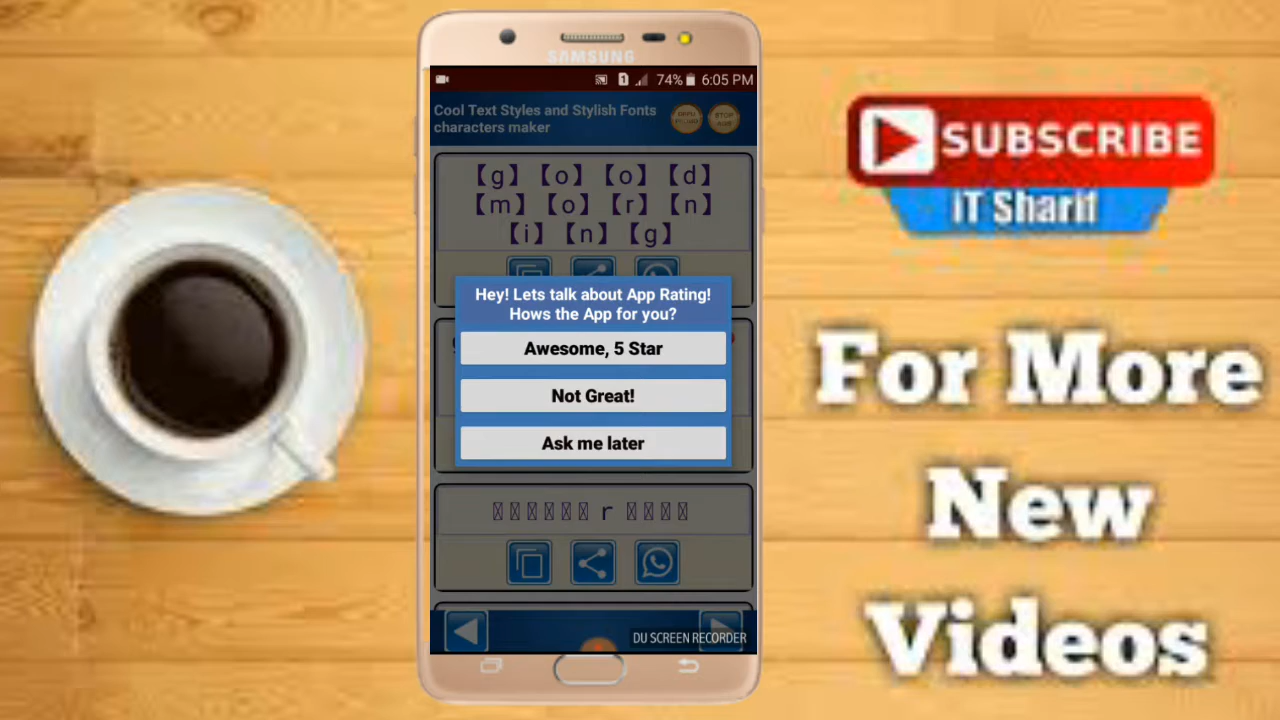 SAMSUNG
1 74% 6:05 PM
Cool Text Styles and Stylish Fonts
characters maker
【g】【o】【o】【d】
【m】【o】【r】【n】
【i】【n】【g】
Hey! Lets talk about App Rating!
Hows the App for you?
Awesome, 5 Star
Not Great!
Ask me later
r
DU SCREEN RECORDER
SUBSCRIBE
iT Sharif
For More
New
Videos